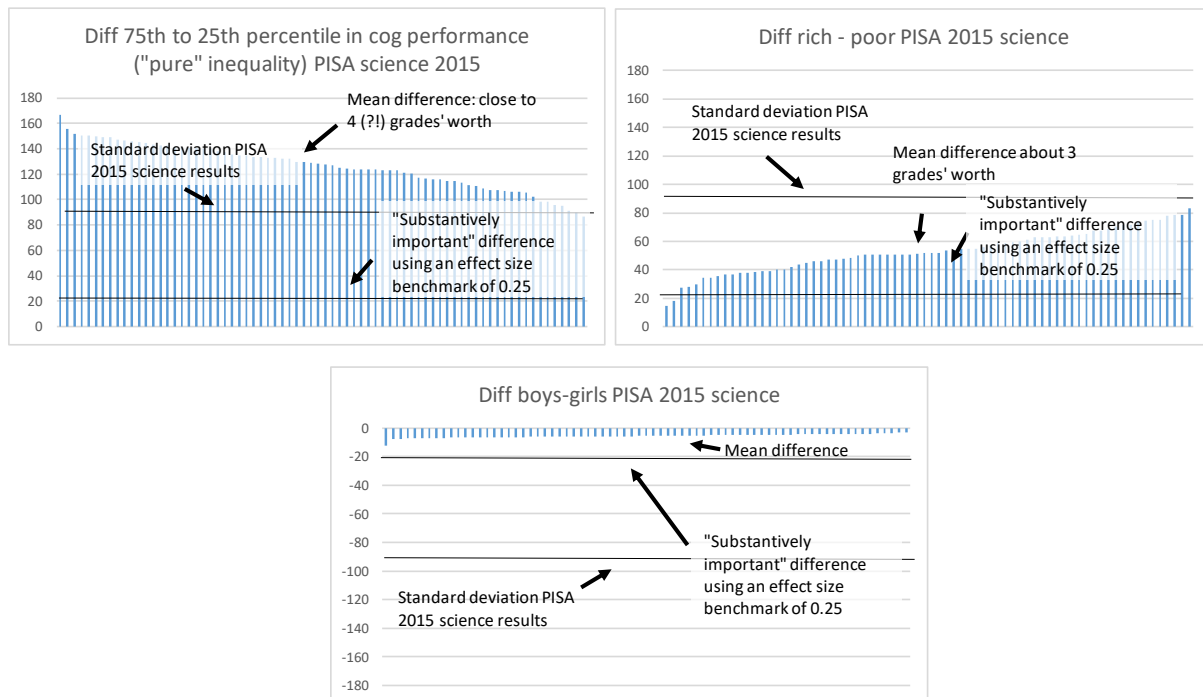 Diff 75th to 25th percentile in cog performance
("pure" inequality) PISA science 2015
180
160
140
120
100
80
60
40
20
0
Mean difference: close to
4 (?!) grades' worth
Standard deviation PISA
2015 science results
"Substantively
important" difference
using an effect size
benchmark of 0.25
Diff rich - poor PISA 2015 science
180
160
140
120
100
80
60
40
20
0
Standard deviation PISA
2015 science results
Mean difference about 3
grades' worth
"Substantively
important" difference
using an effect size
benchmark of 0.25
Diff boys-girls PISA 2015 science
0
-20
-40
-60
-80
-100
-120
-140
-160
-180
Mean difference
"Substantively
important" difference
using an effect size
benchmark of 0.25
Standard deviation PISA
2015 science results